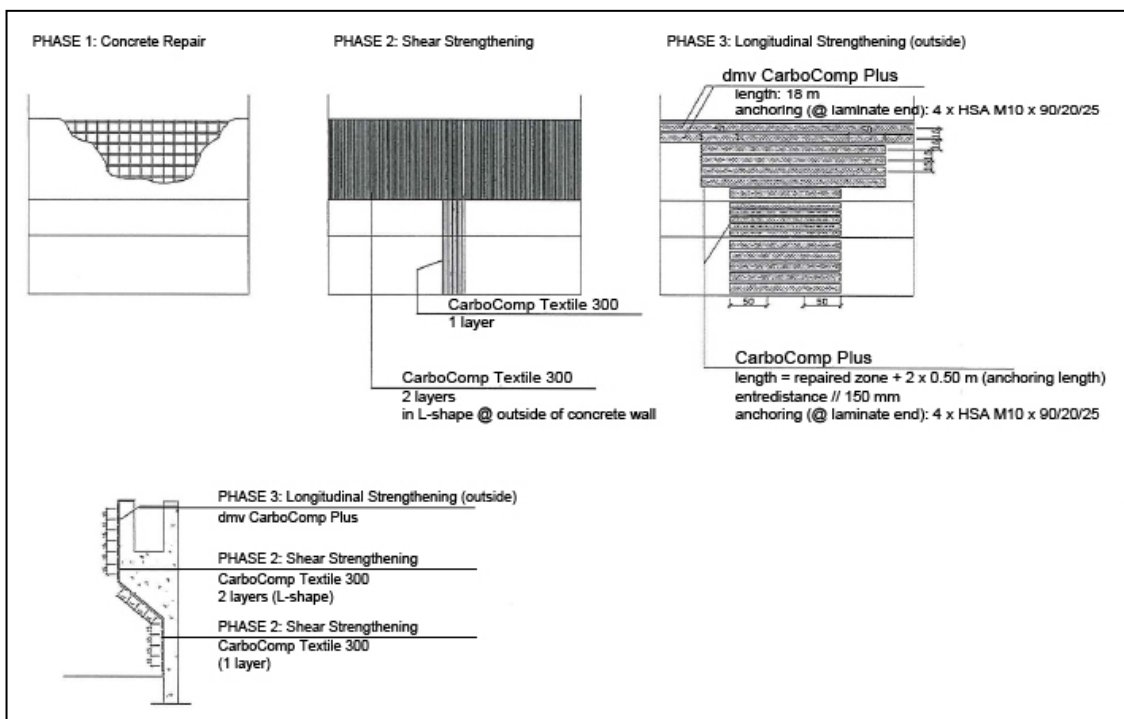 PHASE 1: Concrete Repair
PHASE 2: Shear Strengthening
CarboComp Textile 300
1 layer
CarboComp Textile 300
2 layers
in L-shape @ outside of concrete wall
PHASE 3: Longitudinal Strengthening (outside)
dmv CarboComp Plus
length: 18 m
anchoring (@ laminate end): 4 x HSA M10 x 90/20/25
50
50
CarboComp Plus
length = repaired zone + 2 x 0.50 m (anchoring length)
entredistance // 150 mm
anchoring (@ laminate end): 4 x HSA M10 x 90/20/25
PHASE 3: Longitudinal Strengthening (outside)
dmv CarboComp Plus
PHASE 2: Shear Strengthening
CarboComp Textile 300
2 layers (L-shape)
PHASE 2: Shear Strengthening
CarboComp Textile 300
(1 layer)